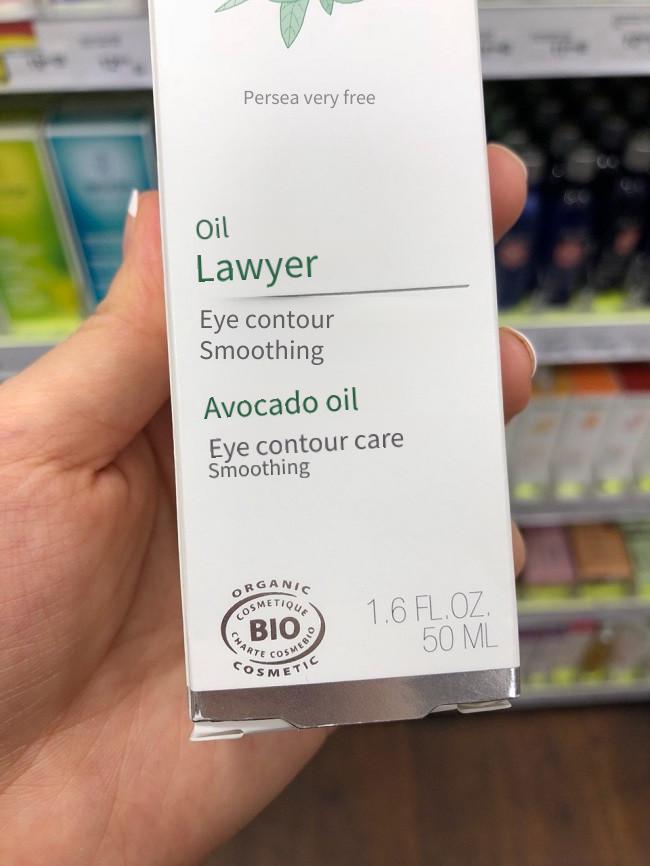 Persea very free
Oil
Lawyer
Eye contour
Smoothing
Avocado oil
Eye contour care
Smoothing
ORGANIC
COSMETIQUE
BIO
CHARTE COSMEBIO
COSMETIC
1.6 FL.OZ.
50 ML